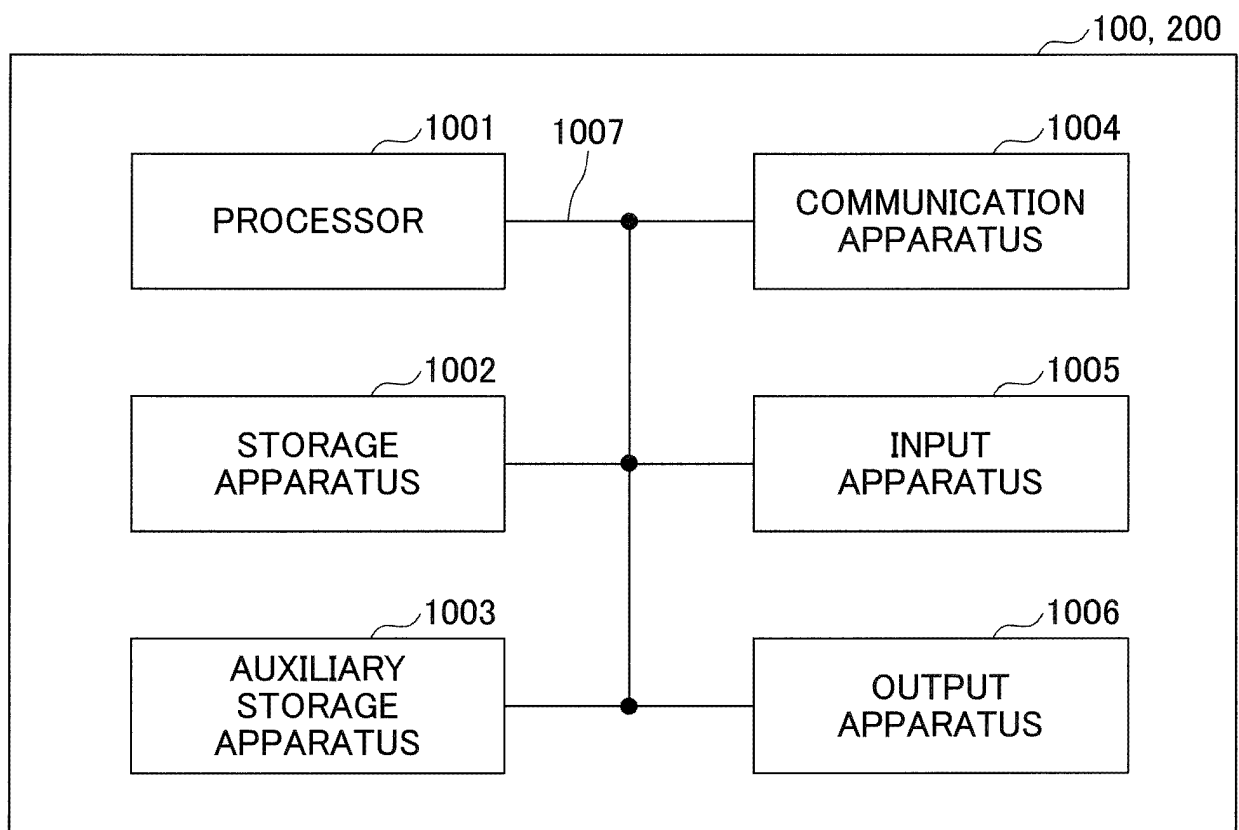 100, 200
1001
1007
1004
PROCESSOR
COMMUNICATION
APPARATUS
1002
1005
STORAGE
APPARATUS
INPUT
APPARATUS
1003
1006
AUXILIARY
STORAGE
APPARATUS
OUTPUT
APPARATUS